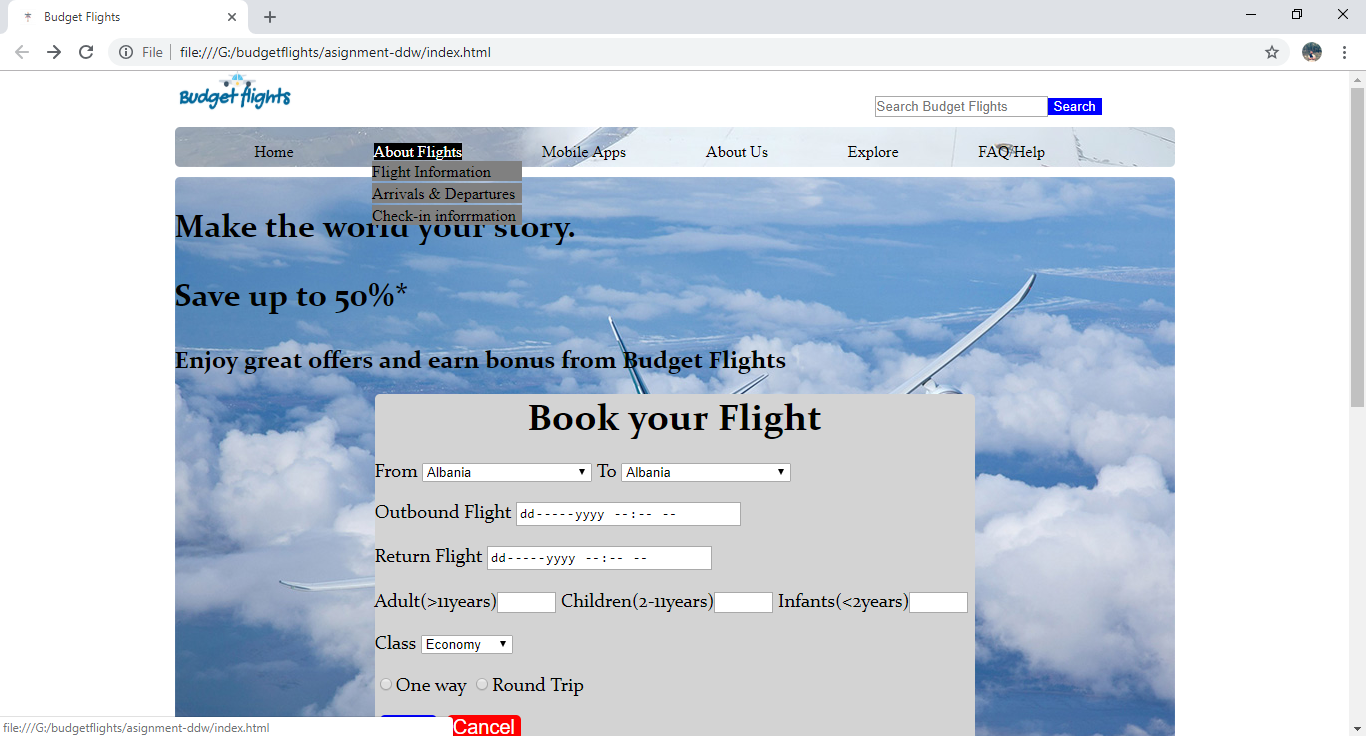 Budget Flights
File file:///G:/budgetflights/asignment-ddw/index.html
Budget flights
Search Budget Flights Search
Home About Flights Mobile Apps About Us Explore FAQ/Help
Flight Information
Arrivals & Departures
Check-in inforrmation
Make the world your story.
Save up to 50%*
Enjoy great offers and earn bonus from Budget Flights
Book your Flight
From Albania To Albania
Outbound Flight dd-----yyyy --:-- --
Return Flight dd-----yyyy --:-- --
Adult(>11years) Children(2-11years) Infants(<2years)
Class Economy
One way Round Trip
Cancel
file:///G:/budgetflights/asignment-ddw/index.html